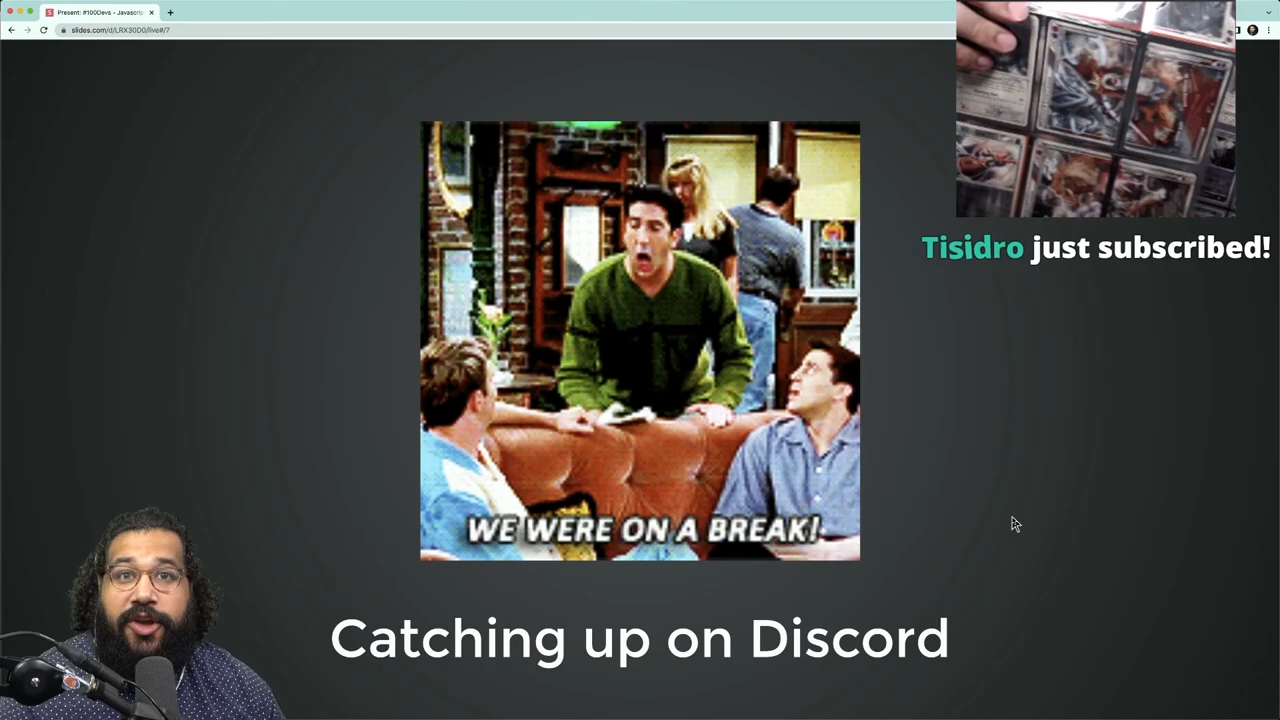 Present: #100Devs - Javascrip
slides.com/d/LRX30D0/live#/7
Tisidro just subscribed!
WE WERE ON A BREAK!
Catching up on Discord